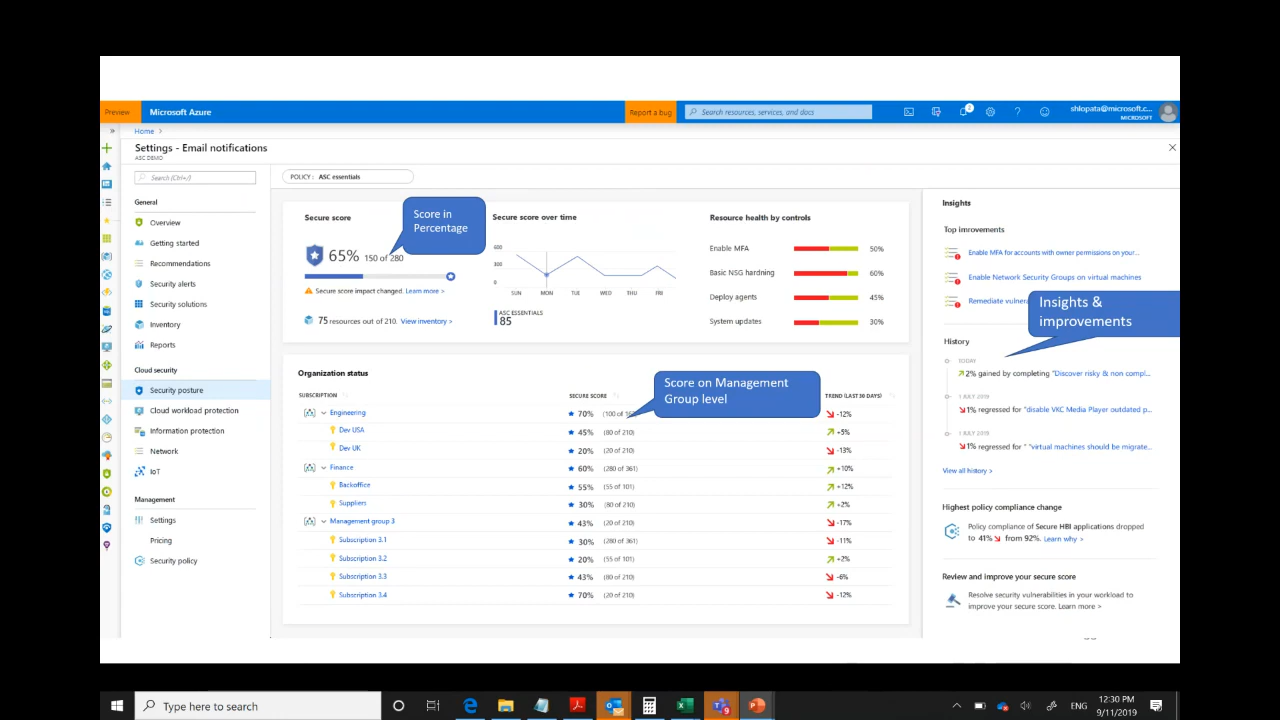 Preview
Microsoft Azure
Report a bug
Search resources, services, and docs
2
shlopata@microsoft.c...
MICROSOFT
Home >
Settings - Email notifications
ASC DEMO
Search (Ctrl+/)
General
Overview
Getting started
Recommendations
Security alerts
Security solutions
Inventory
Reports
Cloud security
Security posture
Cloud workload protection
Information protection
Network
IoT
Management
Settings
Pricing
Security policy
POLICY : ASC essentials
Secure score
65% 150 of 280
Score in
Percentage
Secure score impact changed. Learn more >
75 resources out of 210. View inventory >
Secure score over time
600
300
0
SUN MON TUE WED THU FRI
ASC ESSENTIALS
85
Resource health by controls
Enable MFA 50%
Basic NSG hardning 60%
Deploy agents 45%
System updates 30%
Organization status
SUBSCRIPTION SECURE SCORE TREND (LAST 30 DAYS)
Score on Management
Group level
Engineering 70% (100 of -12%
Dev USA 45% (80 of 210) +5%
Dev UK 20% (20 of 210) -13%
Finance 60% (280 of 361) +10%
Backoffice 55% (55 of 101) +12%
Suppliers 30% (80 of 210) +2%
Management group 3 43% (20 of 210) -17%
Subscription 3.1 30% (280 of 361) -11%
Subscription 3.2 20% (55 of 101) +2%
Subscription 3.3 43% (80 of 210) -6%
Subscription 3.4 70% (20 of 210) -12%
Insights
Top imrovements
Enable MFA for accounts with owner permissions on your...
Enable Network Security Groups on virtual machines
Remediate
Insights &
improvements
History
TODAY
2% gained by completing "Discover risky & non compl...
1 JULY 2019
1% regressed for "disable VKC Media Player outdated p...
1 JULY 2019
1% regressed for " "virtual machines should be migrate...
View all history >
Highest policy compliance change
Policy compliance of Secure HBI applications dropped
to 41% from 92%. Learn why >
Review and improve your secure score
Resolve security vulnerabilities in your workload to
improve your secure score. Learn more >
Type here to search
9
ENG
12:30 PM
9/11/2019